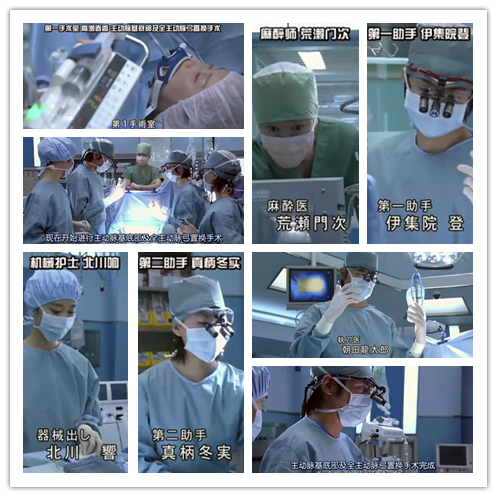 第一手术室 高濑春香 主动脉基底部及全主动脉弓置换手术
第1手術室
麻醉师 荒濑门次
麻酔医
荒瀬門次
第一助手 伊集院登
第一助手
伊集院 登
现在开始进行主动脉基底部及全主动脉弓置换手术
机械护士 北川响
器械出し
北川 響
第二助手 真柄冬实
第二助手
真柄冬実
執刀医
朝田龍太郎
主动脉基底部及全主动脉弓置换手术完成